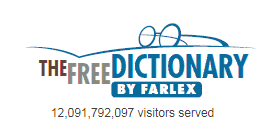 THE FREE DICTIONARY
BY FARLEX
12,091,792,097 visitors served